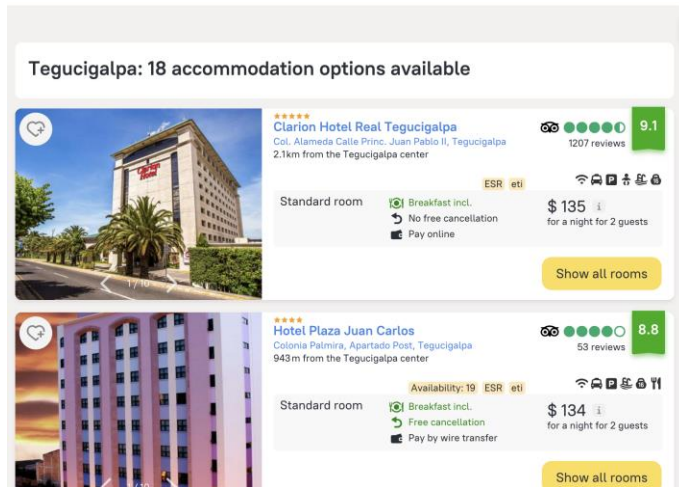 Tegucigalpa: 18 accommodation options available
Clarion Hotel
Clarion Hotel Real Tegucigalpa
Col. Alameda Calle Princ. Juan Pablo II, Tegucigalpa
2.1km from the Tegucigalpa center
1207 reviews
9.1
ESR eti
Standard room
Breakfast incl.
No free cancellation
Pay online
$ 135 i
for a night for 2 guests
1 / 10
Show all rooms
Hotel Plaza Juan Carlos
Colonia Palmira, Apartado Post, Tegucigalpa
943m from the Tegucigalpa center
53 reviews
8.8
Availability: 19 ESR eti
Standard room
Breakfast incl.
Free cancellation
Pay by wire transfer
$ 134 i
for a night for 2 guests
1 / 10
Show all rooms